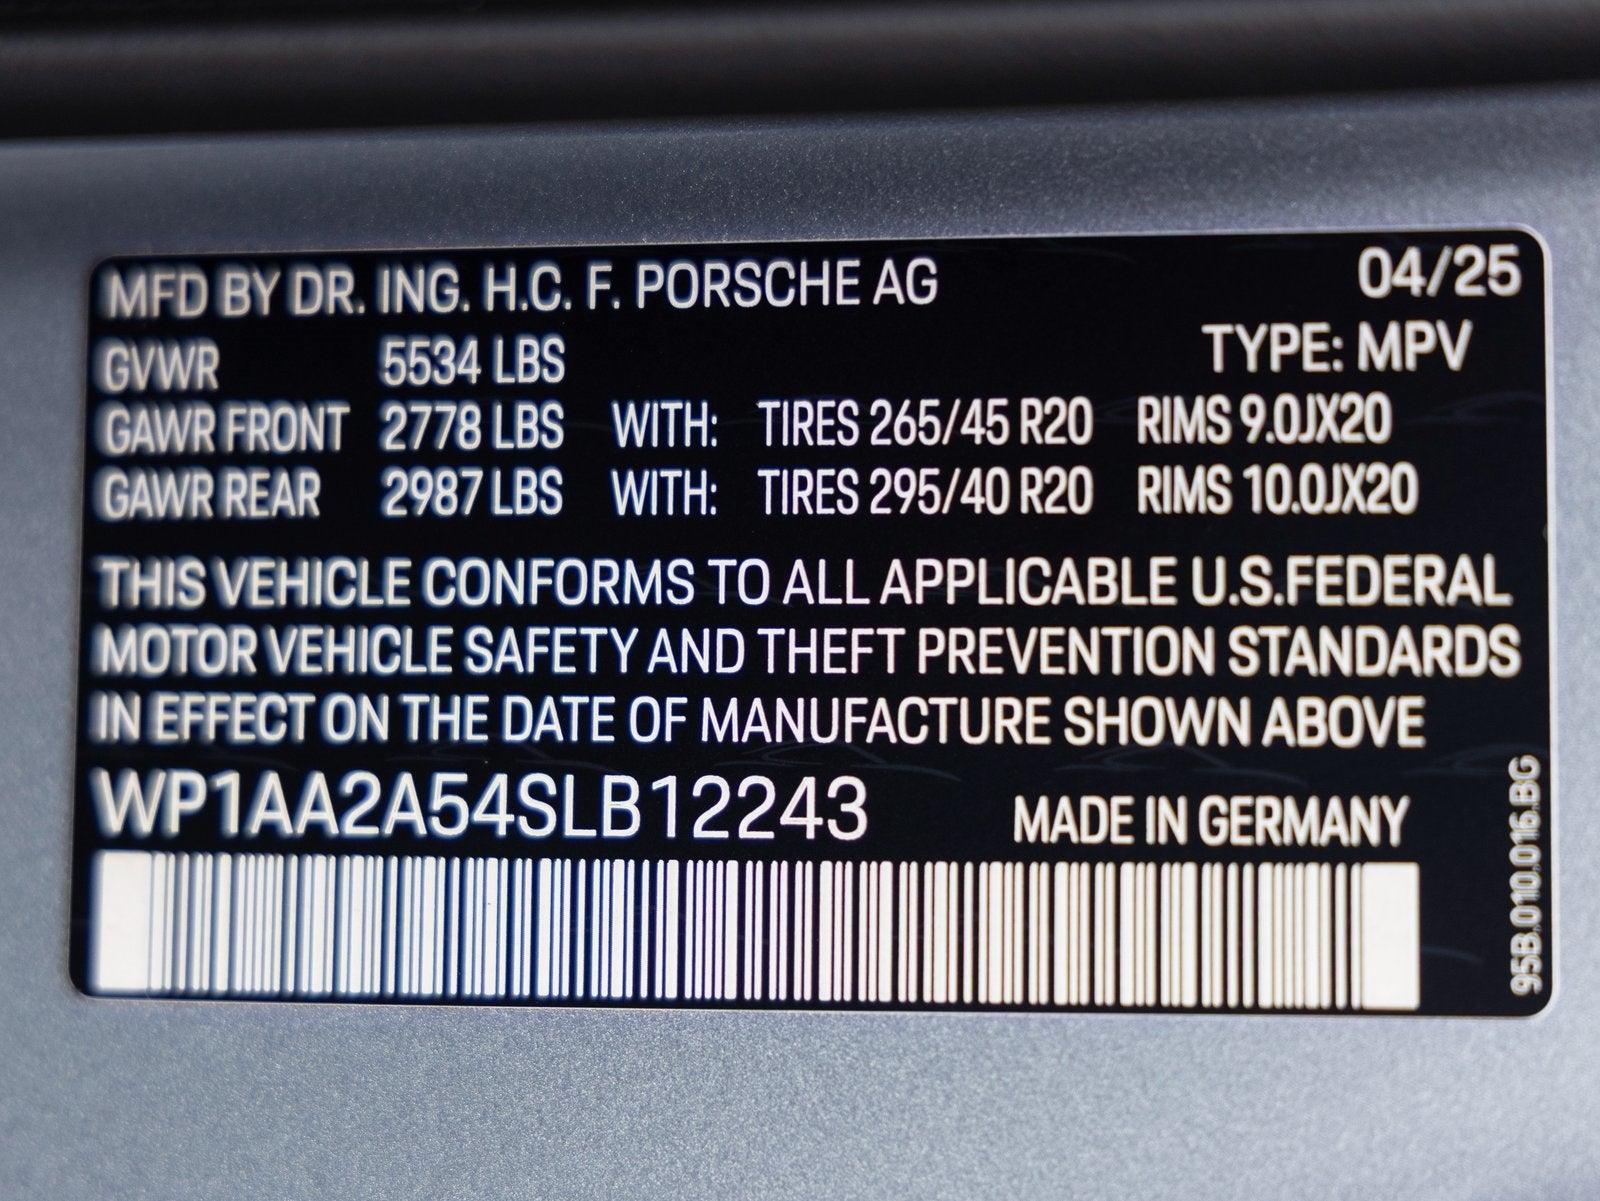 MFD BY DR. ING. H.C. F. PORSCHE AG 04/25
TYPE: MPV
GVWR 5534 LBS
GAWR FRONT 2778 LBS WITH: TIRES 265/45 R20 RIMS 9.0JX20
GAWR REAR 2987 LBS WITH: TIRES 295/40 R20 RIMS 10.0JX20
THIS VEHICLE CONFORMS TO ALL APPLICABLE U.S.FEDERAL
MOTOR VEHICLE SAFETY AND THEFT PREVENTION STANDARDS
IN EFFECT ON THE DATE OF MANUFACTURE SHOWN ABOVE
WP1AA2A54SLB12243 MADE IN GERMANY
95B.010.016.BG